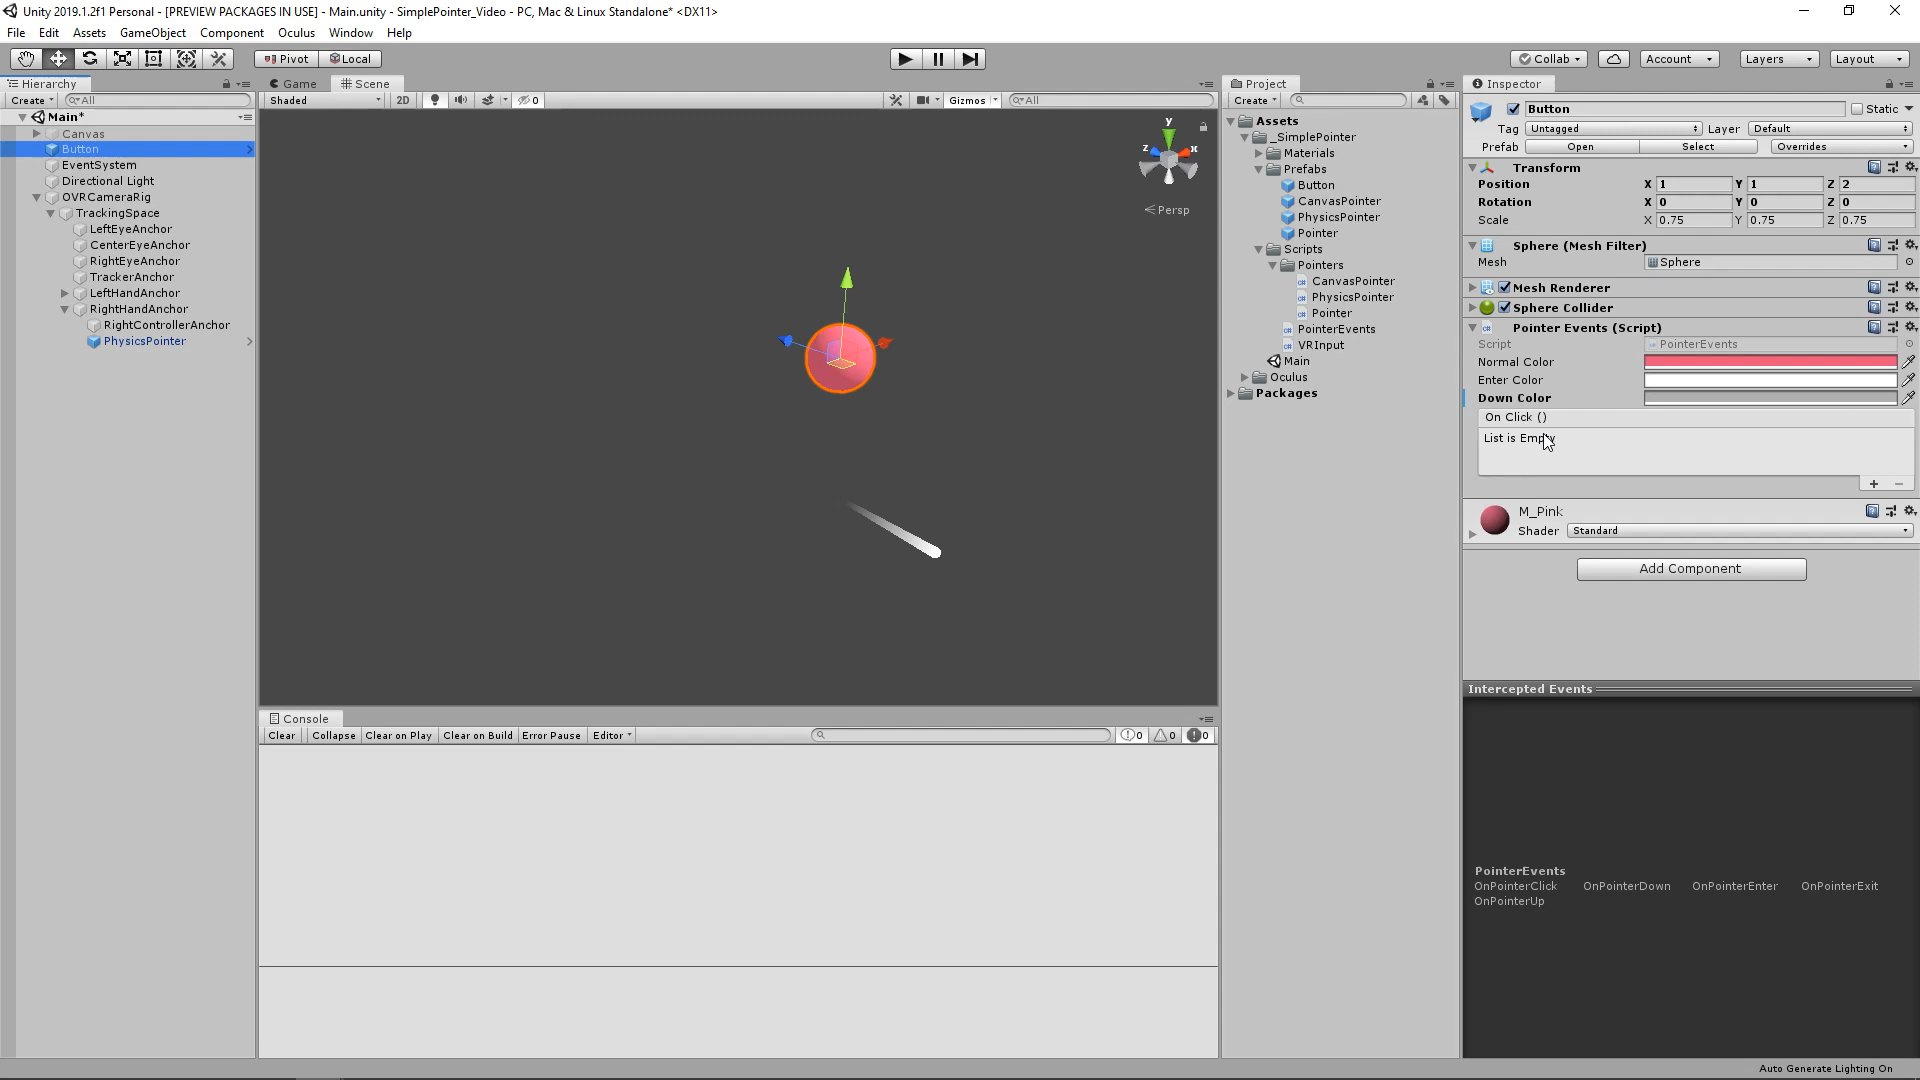 Unity 2019.1.2f1 Personal - [PREVIEW PACKAGES IN USE] - Main.unity - SimplePointer_Video - PC, Mac & Linux Standalone* <DX11>
File Edit Assets GameObject Component Oculus Window Help
Pivot Local Collab Account Layers Layout
Hierarchy
Create All
Main*
Canvas
Button
EventSystem
Directional Light
OVRCameraRig
TrackingSpace
LeftEyeAnchor
CenterEyeAnchor
RightEyeAnchor
TrackerAnchor
LeftHandAnchor
RightHandAnchor
RightControllerAnchor
PhysicsPointer
Game Scene
Shaded 2D 0 Gizmos All
y
z x
Persp
Console
Clear Collapse Clear on Play Clear on Build Error Pause Editor 0 0 0
Project
Create
Assets
_SimplePointer
Materials
Prefabs
Button
CanvasPointer
PhysicsPointer
Pointer
Scripts
Pointers
CanvasPointer
PhysicsPointer
Pointer
PointerEvents
VRInput
Main
Oculus
Packages
Inspector
Button Static
Tag Untagged Layer Default
Prefab Open Select Overrides
Transform
Position X 1 Y 1 Z 2
Rotation X 0 Y 0 Z 0
Scale X 0.75 Y 0.75 Z 0.75
Sphere (Mesh Filter)
Mesh Sphere
Mesh Renderer
Sphere Collider
Pointer Events (Script)
Script PointerEvents
Normal Color
Enter Color
Down Color
On Click ()
List is Empty
M_Pink
Shader Standard
Add Component
Intercepted Events
PointerEvents
OnPointerClick OnPointerDown OnPointerEnter OnPointerExit
OnPointerUp
Auto Generate Lighting On